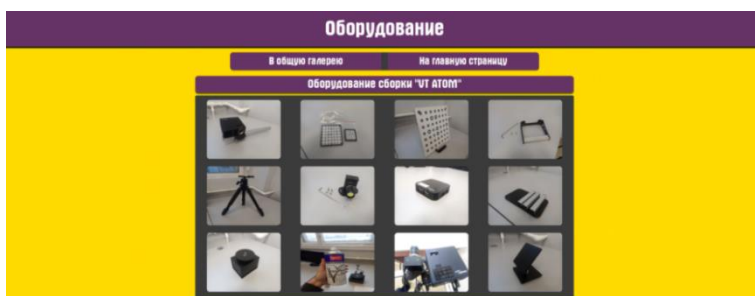 Оборудование
В общую галерею
На главную страницу
Оборудование сборки "VT ATOM"